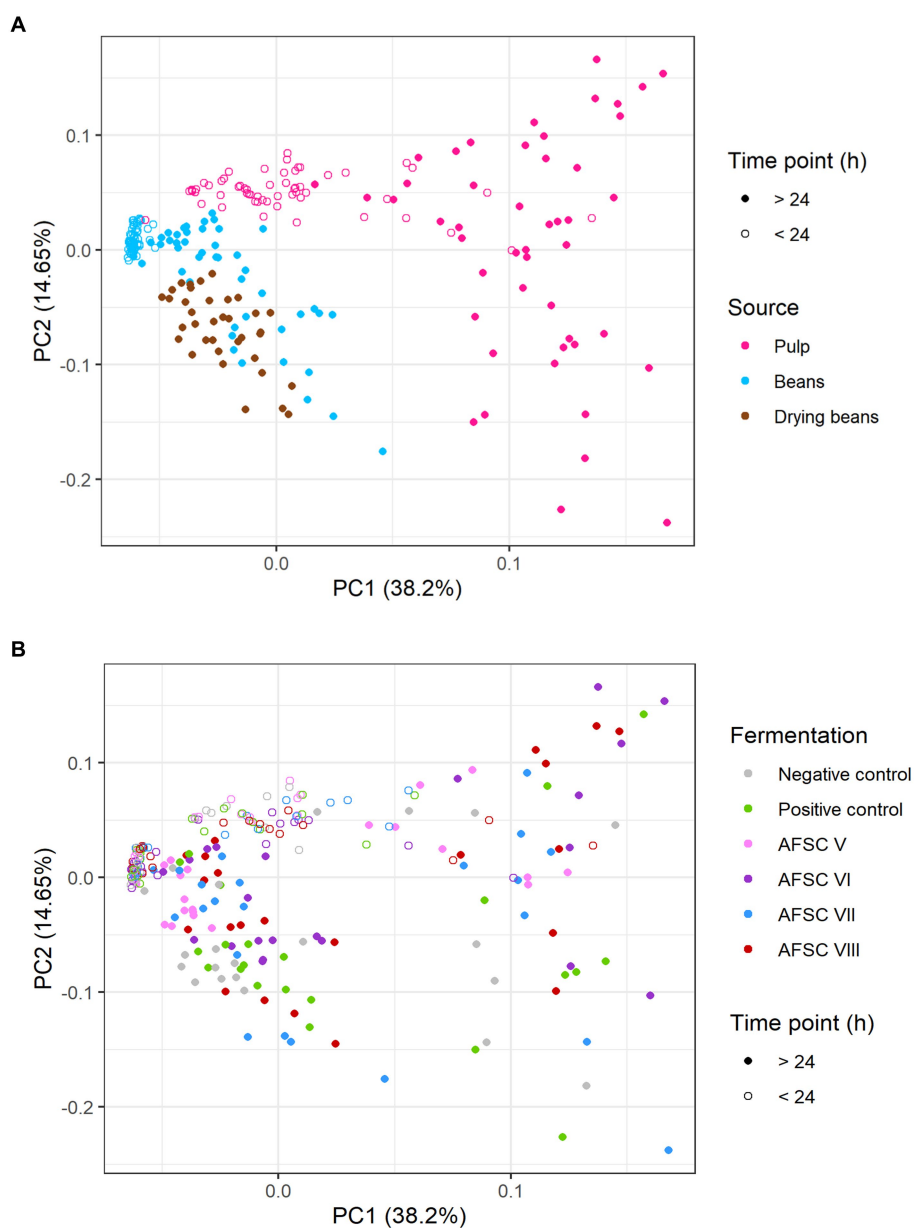 A
PC2 (14.65%)
0.1
0.0
-0.1
-0.2
0.0
0.1
PC1 (38.2%)
Time point (h)
> 24
< 24
Source
Pulp
Beans
Drying beans
B
PC2 (14.65%)
0.1
0.0
-0.1
-0.2
0.0
0.1
PC1 (38.2%)
Fermentation
Negative control
Positive control
AFSC V
AFSC VI
AFSC VII
AFSC VIII
Time point (h)
> 24
< 24